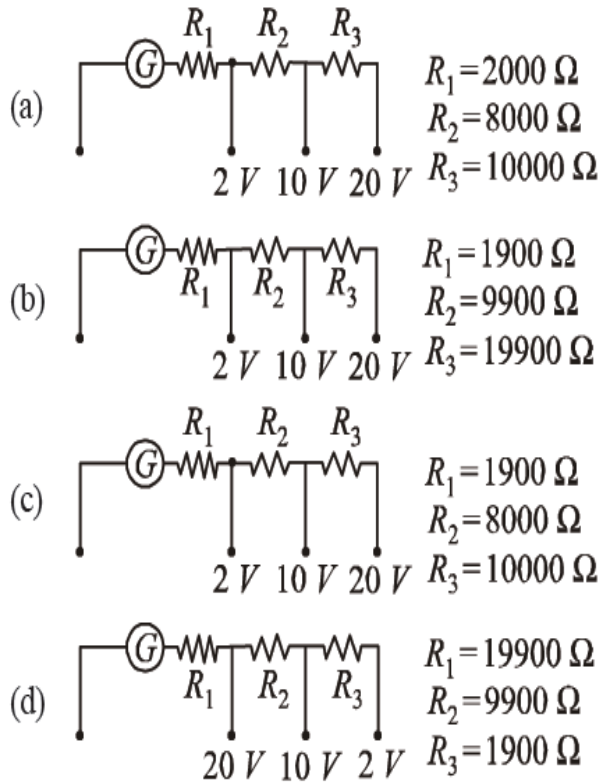 (a) G R₁ R₂ R₃
2 V 10 V 20 V
R₁=2000 Ω
R₂=8000 Ω
R₃=10000 Ω
(b) G R₁ R₂ R₃
2 V 10 V 20 V
R₁=1900 Ω
R₂=9900 Ω
R₃=19900 Ω
(c) G R₁ R₂ R₃
2 V 10 V 20 V
R₁=1900 Ω
R₂=8000 Ω
R₃=10000 Ω
(d) G R₁ R₂ R₃
20 V 10 V 2 V
R₁=19900 Ω
R₂=9900 Ω
R₃=1900 Ω